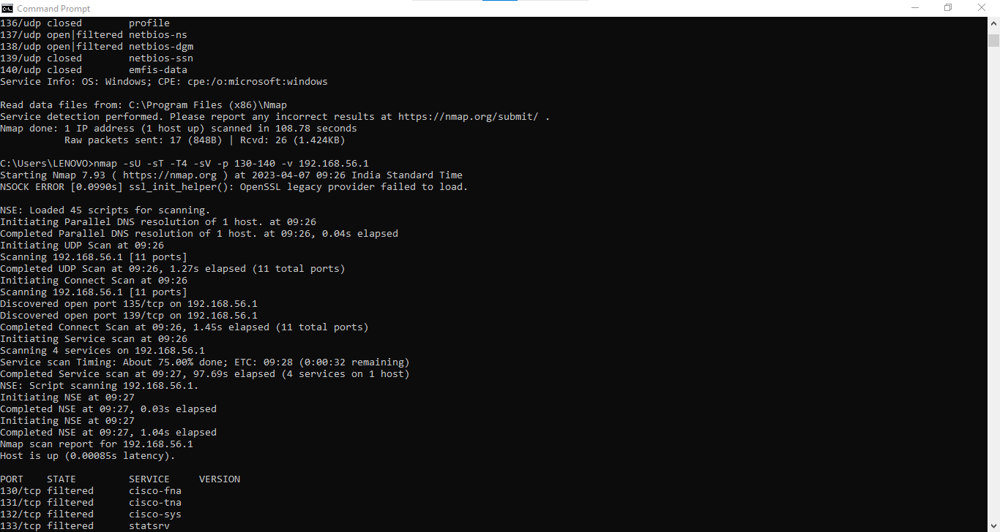 Command Prompt
136/udp closed        profile
137/udp open|filtered netbios-ns
138/udp open|filtered netbios-dgm
139/udp closed        netbios-ssn
140/udp closed        emfis-data
Service Info: OS: Windows; CPE: cpe:/o:microsoft:windows
Read data files from: C:\Program Files (x86)\Nmap
Service detection performed. Please report any incorrect results at https://nmap.org/submit/ .
Nmap done: 1 IP address (1 host up) scanned in 108.78 seconds
           Raw packets sent: 17 (848B) | Rcvd: 26 (1.424KB)
C:\Users\LENOVO>nmap -sU -sT -T4 -sV -p 130-140 -v 192.168.56.1
Starting Nmap 7.93 ( https://nmap.org ) at 2023-04-07 09:26 India Standard Time
NSOCK ERROR [0.0990s] ssl_init_helper(): OpenSSL legacy provider failed to load.
NSE: Loaded 45 scripts for scanning.
Initiating Parallel DNS resolution of 1 host. at 09:26
Completed Parallel DNS resolution of 1 host. at 09:26, 0.04s elapsed
Initiating UDP Scan at 09:26
Scanning 192.168.56.1 [11 ports]
Completed UDP Scan at 09:26, 1.27s elapsed (11 total ports)
Initiating Connect Scan at 09:26
Scanning 192.168.56.1 [11 ports]
Discovered open port 135/tcp on 192.168.56.1
Discovered open port 139/tcp on 192.168.56.1
Completed Connect Scan at 09:26, 1.45s elapsed (11 total ports)
Initiating Service scan at 09:26
Scanning 4 services on 192.168.56.1
Service scan Timing: About 75.00% done; ETC: 09:28 (0:00:32 remaining)
Completed Service scan at 09:27, 97.69s elapsed (4 services on 1 host)
NSE: Script scanning 192.168.56.1.
Initiating NSE at 09:27
Completed NSE at 09:27, 0.03s elapsed
Initiating NSE at 09:27
Completed NSE at 09:27, 1.04s elapsed
Nmap scan report for 192.168.56.1
Host is up (0.00085s latency).
PORT    STATE         SERVICE     VERSION
130/tcp filtered      cisco-fna
131/tcp filtered      cisco-tna
132/tcp filtered      cisco-sys
133/tcp filtered      statsrv